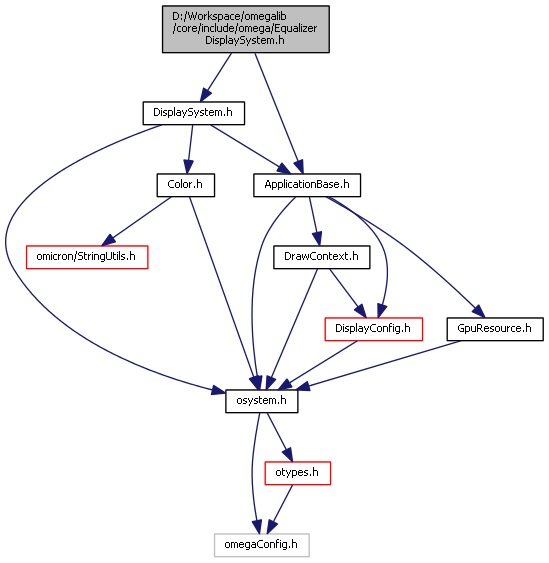 D:/Workspace/omegalib
/core/include/omega/Equalizer
DisplaySystem.h
DisplaySystem.h
Color.h
ApplicationBase.h
omicron/StringUtils.h
DrawContext.h
DisplayConfig.h
GpuResource.h
osystem.h
otypes.h
omegaConfig.h